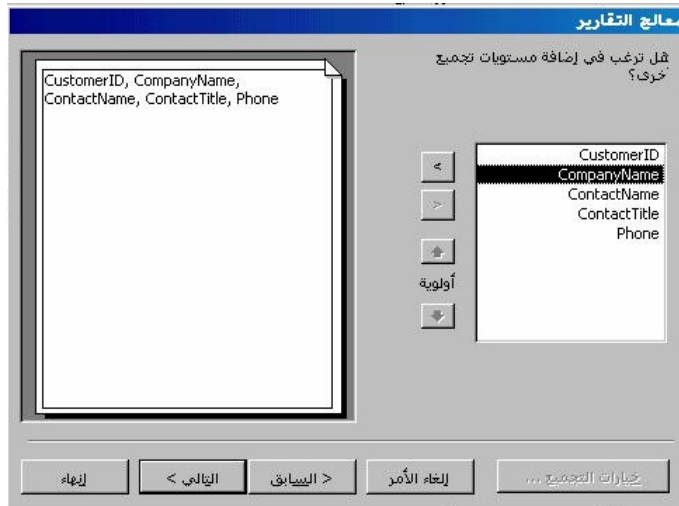 معالج التقارير
هل ترغب في إضافة مستويات تجميع
أخرى؟
CustomerID
CompanyName
ContactName
ContactTitle
Phone
<
>
أولوية
CustomerID, CompanyName,
ContactName, ContactTitle, Phone
خيارات التجميع ...
إلغاء الأمر
< السابق
التالي >
إنهاء